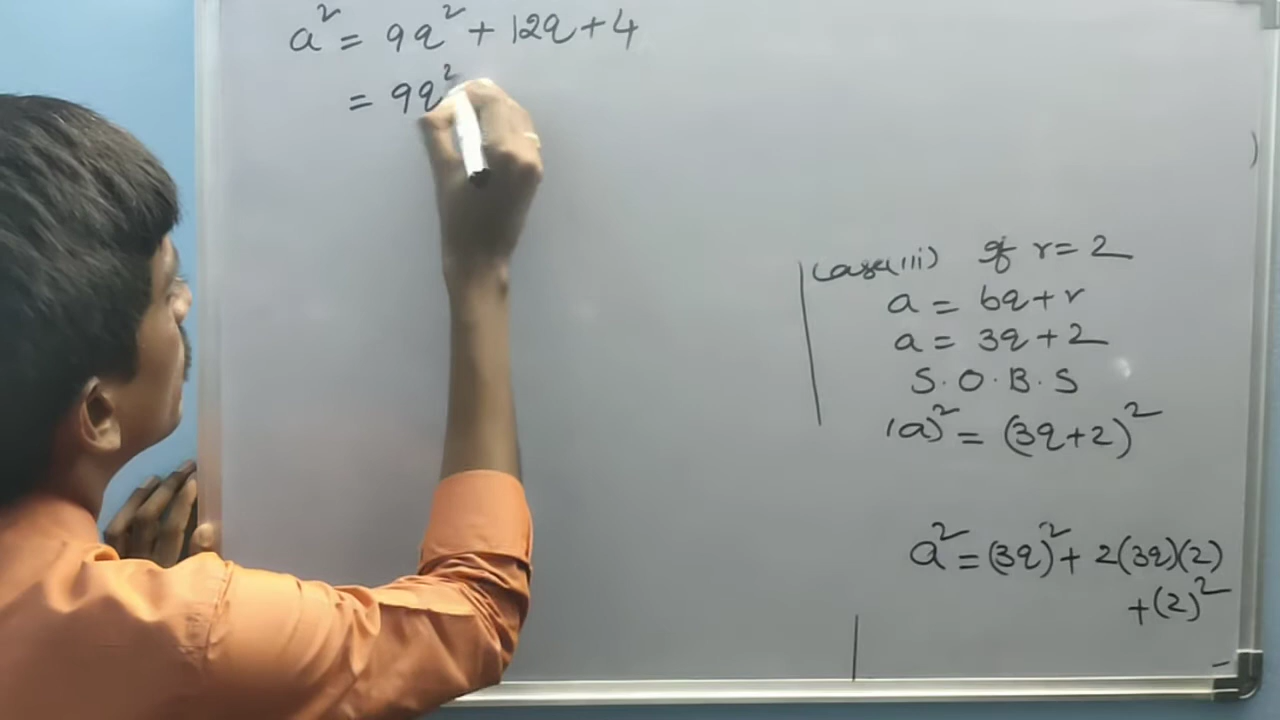 a² = 9q² + 12q + 4
= 9q²
Case(iii) If r = 2
a = bq + r
a = 3q + 2
S.O.B.S
(a)² = (3q+2)²
a² = (3q)² + 2(3q)(2)
+(2)²